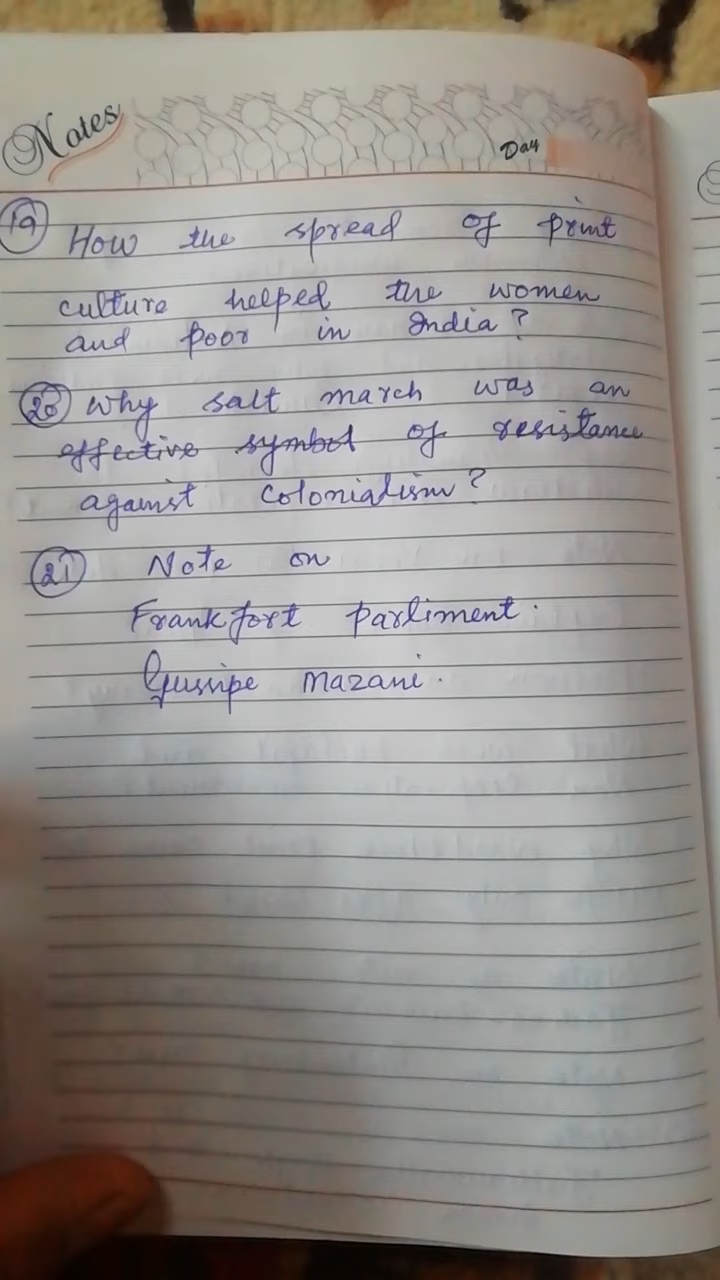 Notes
Day
19 How the spread of print
culture helped the women
and poor in India?
20 Why salt march was an
effective symbol of resistance
against colonialism?
21 Note on
Frankfort parliment.
Gussipe mazani.